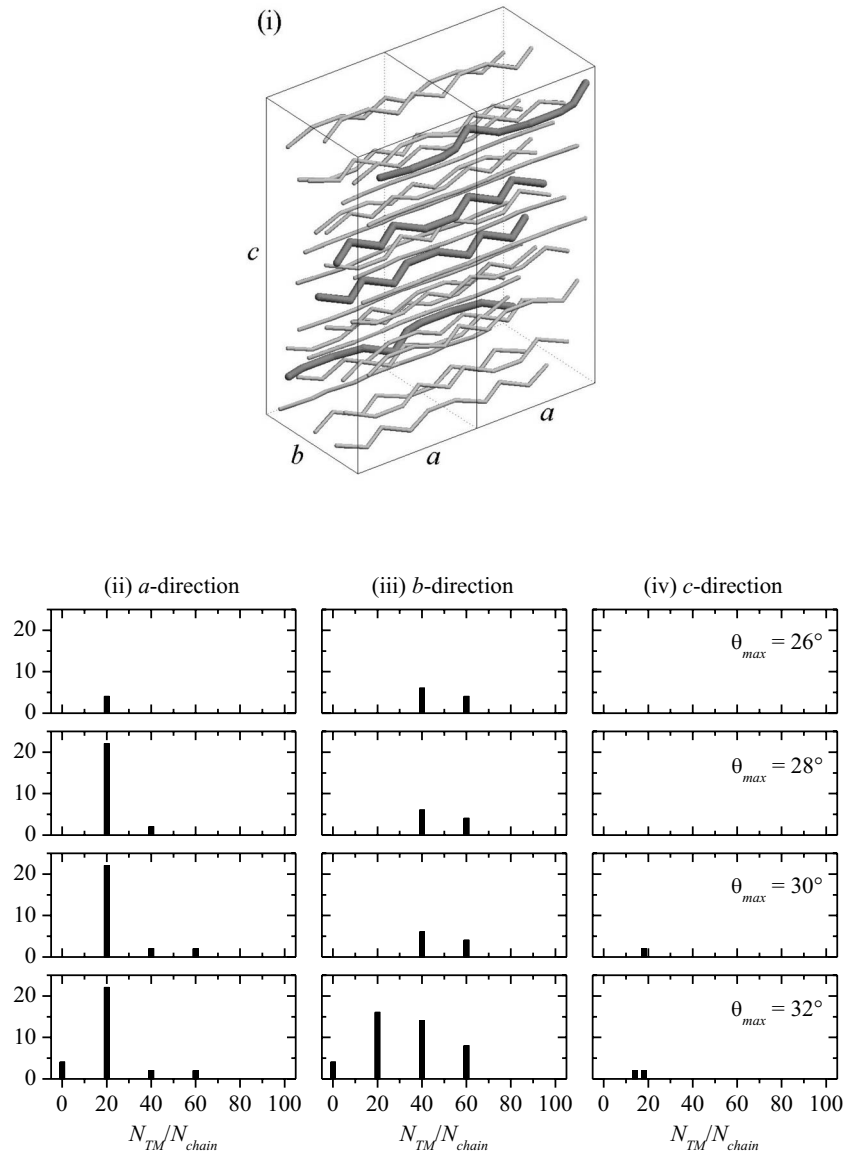 (i)
c
b
a
a
(ii) a-direction
(iii) b-direction
(iv) c-direction
20
10
0
θmax = 26°
20
10
0
θmax = 28°
20
10
0
θmax = 30°
20
10
0
θmax = 32°
0 20 40 60 80 100
0 20 40 60 80 100
0 20 40 60 80 100
NTM/Nchain
NTM/Nchain
NTM/Nchain